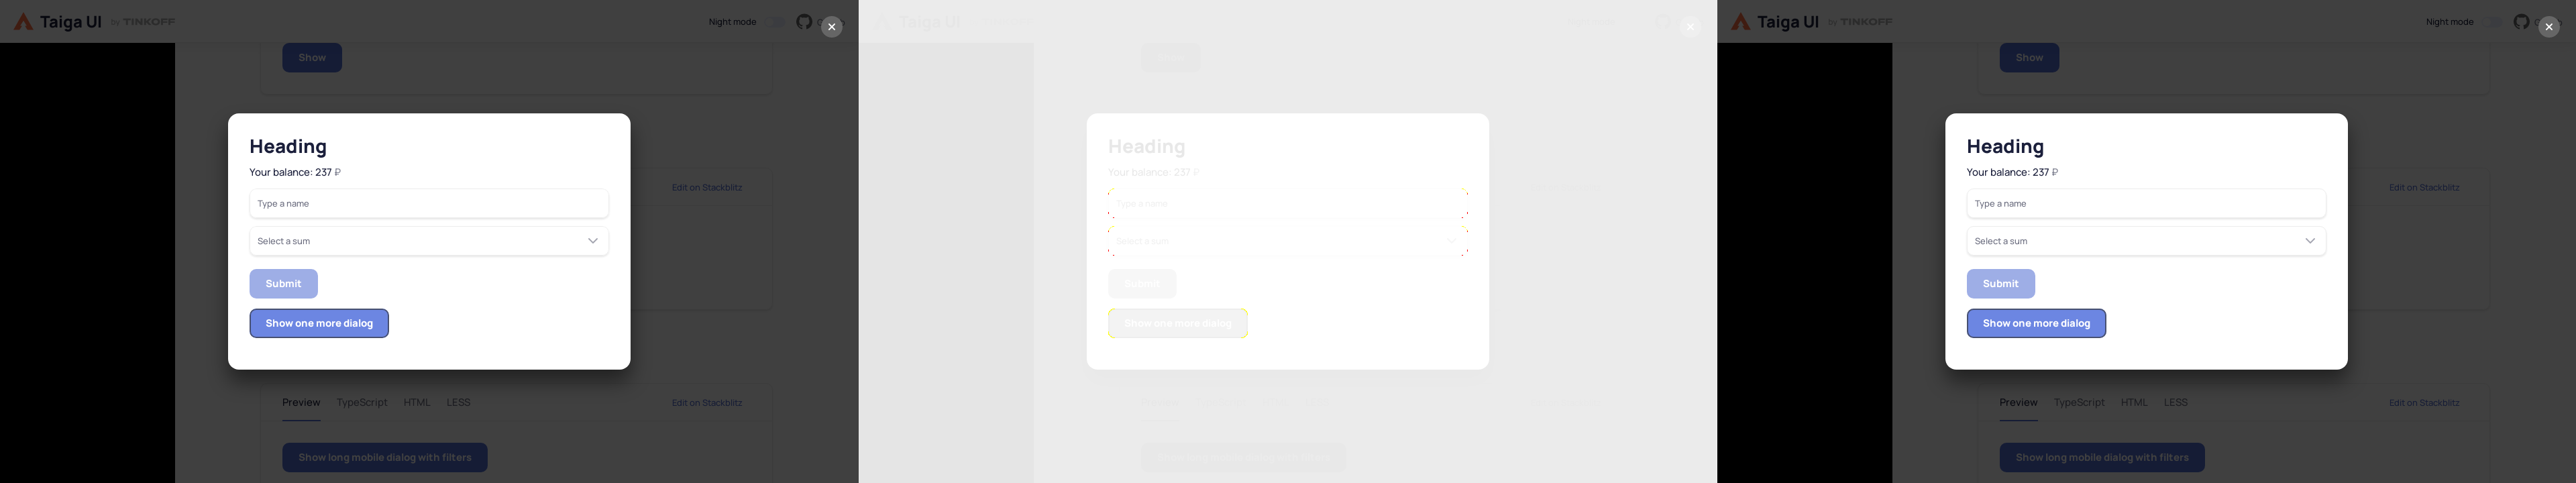 Taiga UI by TINKOFF Night mode
Show
Heading
Your balance: 237 ₽
Edit on Stackblitz
Type a name
Select a sum
Submit
Show one more dialog
Preview TypeScript HTML LESS Edit on Stackblitz
Show long mobile dialog with filters
Taiga UI
Heading
Your balance: 237 ₽
Type a name
Select a sum
Submit
Show one more dialog
Taiga UI by TINKOFF Night mode
Show
Heading
Your balance: 237 ₽
Edit on Stackblitz
Type a name
Select a sum
Submit
Show one more dialog
Preview TypeScript HTML LESS Edit on Stackblitz
Show long mobile dialog with filters